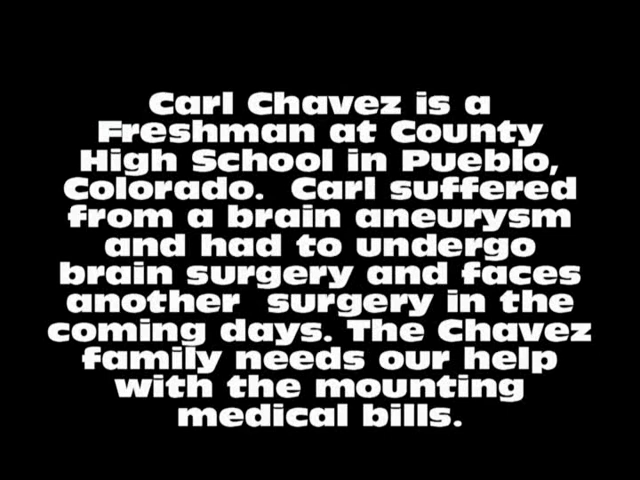 Carl Chavez is a
Freshman at County
High School in Pueblo,
Colorado.  Carl suffered
from a brain aneurysm
and had to undergo
brain surgery and faces
another  surgery in the
coming days. The Chavez
family needs our help
with the mounting
medical bills.